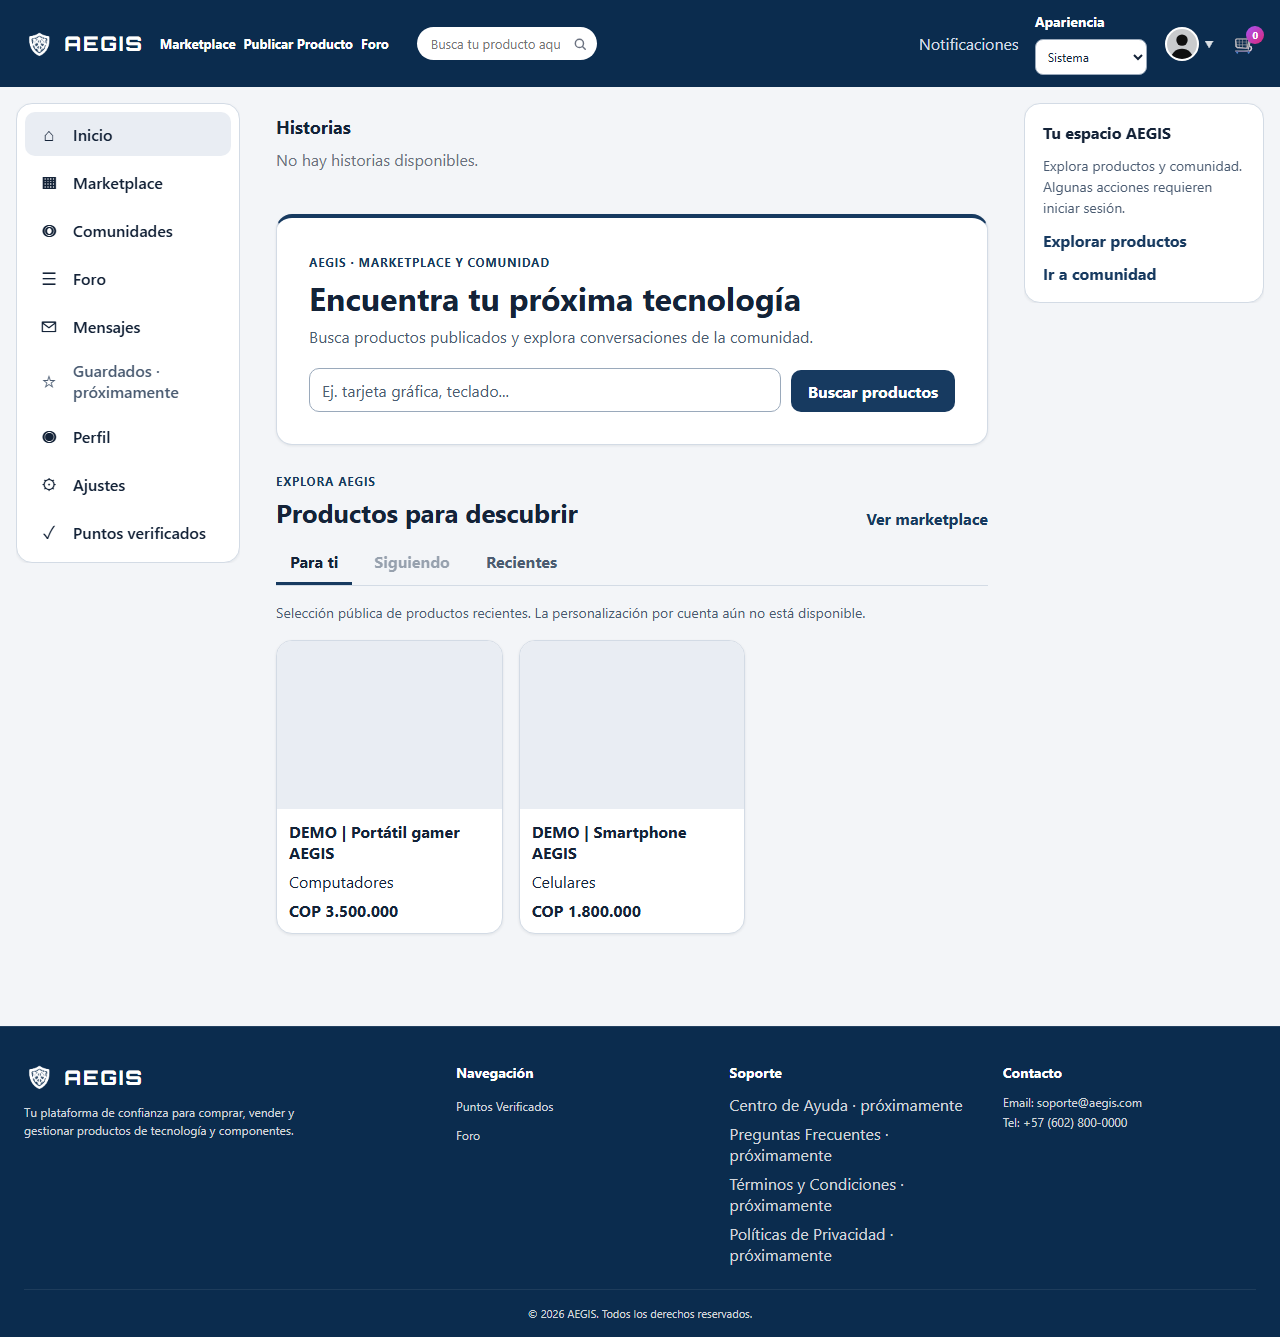 AEGIS
Marketplace Publicar Producto Foro
Busca tu producto aqu
Notificaciones
Apariencia
Sistema
0
Inicio
Marketplace
Comunidades
Foro
Mensajes
Guardados ·
próximamente
Perfil
Ajustes
Puntos verificados
Historias
No hay historias disponibles.
AEGIS · MARKETPLACE Y COMUNIDAD
Encuentra tu próxima tecnología
Busca productos publicados y explora conversaciones de la comunidad.
Ej. tarjeta gráfica, teclado...
Buscar productos
EXPLORA AEGIS
Productos para descubrir
Ver marketplace
Para ti
Siguiendo
Recientes
Selección pública de productos recientes. La personalización por cuenta aún no está disponible.
DEMO | Portátil gamer
AEGIS
Computadores
COP 3.500.000
DEMO | Smartphone
AEGIS
Celulares
COP 1.800.000
Tu espacio AEGIS
Explora productos y comunidad.
Algunas acciones requieren
iniciar sesión.
Explorar productos
Ir a comunidad
AEGIS
Tu plataforma de confianza para comprar, vender y
gestionar productos de tecnología y componentes.
Navegación
Puntos Verificados
Foro
Soporte
Centro de Ayuda · próximamente
Preguntas Frecuentes ·
próximamente
Términos y Condiciones ·
próximamente
Políticas de Privacidad ·
próximamente
Contacto
Email: soporte@aegis.com
Tel: +57 (602) 800-0000
© 2026 AEGIS. Todos los derechos reservados.